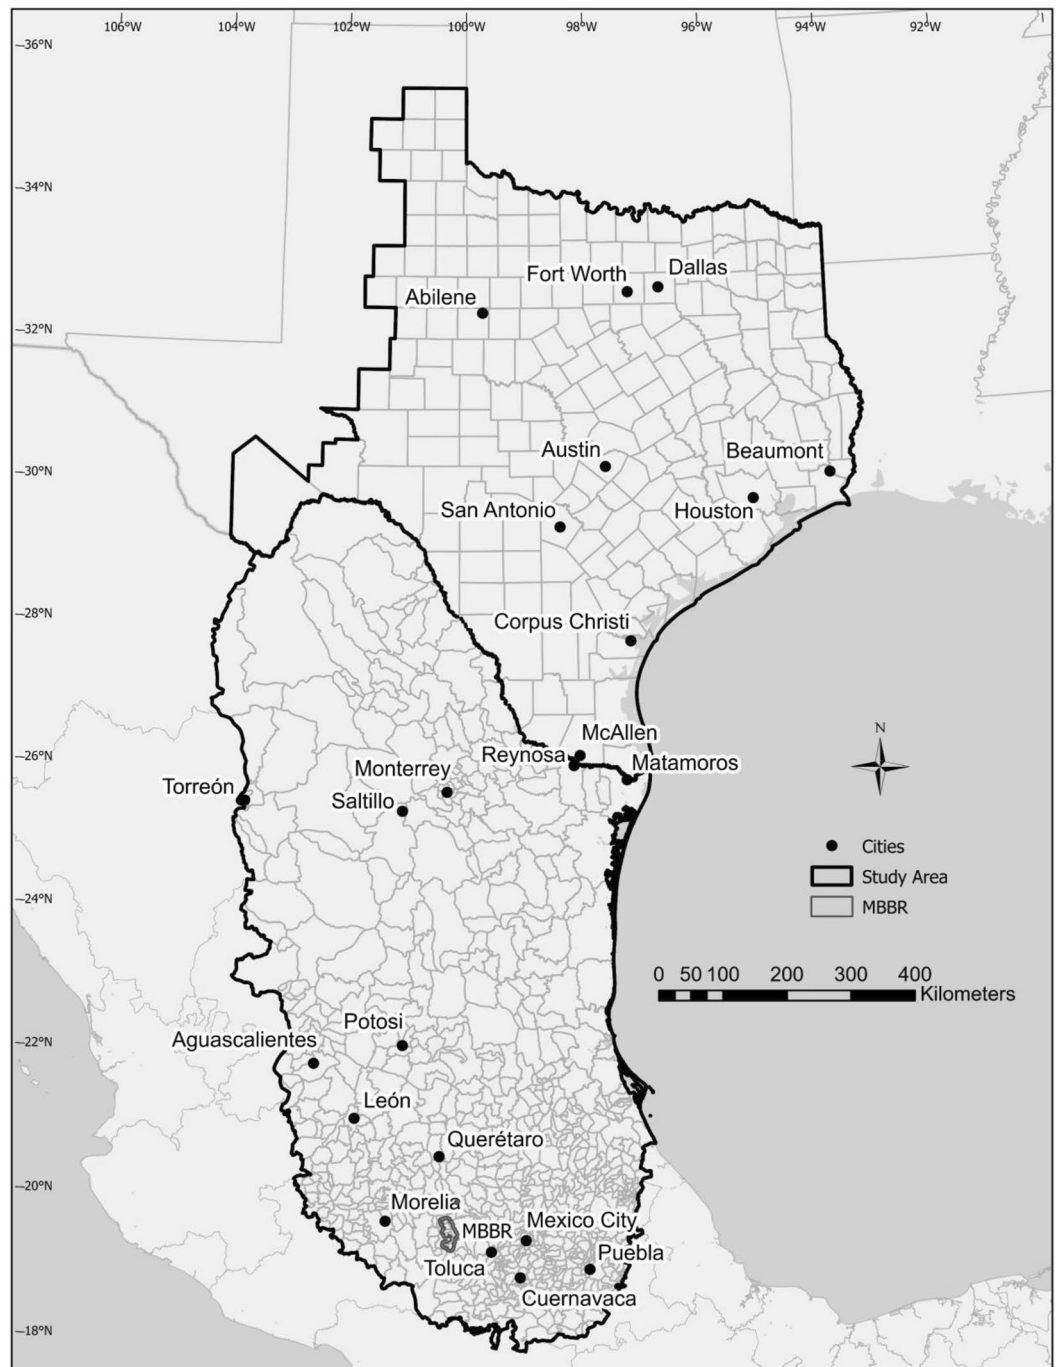 106°W 104°W 102°W 100°W 98°W 96°W 94°W 92°W
36°N
34°N
Fort Worth Dallas
Abilene
32°N
Austin Beaumont
30°N
San Antonio Houston
28°N
Corpus Christi
N
McAllen
26°N
Reynosa Matamoros
Monterrey
Torreón
Saltillo
Cities
Study Area
24°N
MBBR
0 50 100 200 300 400
Kilometers
22°N
Potosi
Aguascalientes
León
Querétaro
20°N
Morelia
MBBR Mexico City
Puebla
Toluca
Cuernavaca
18°N